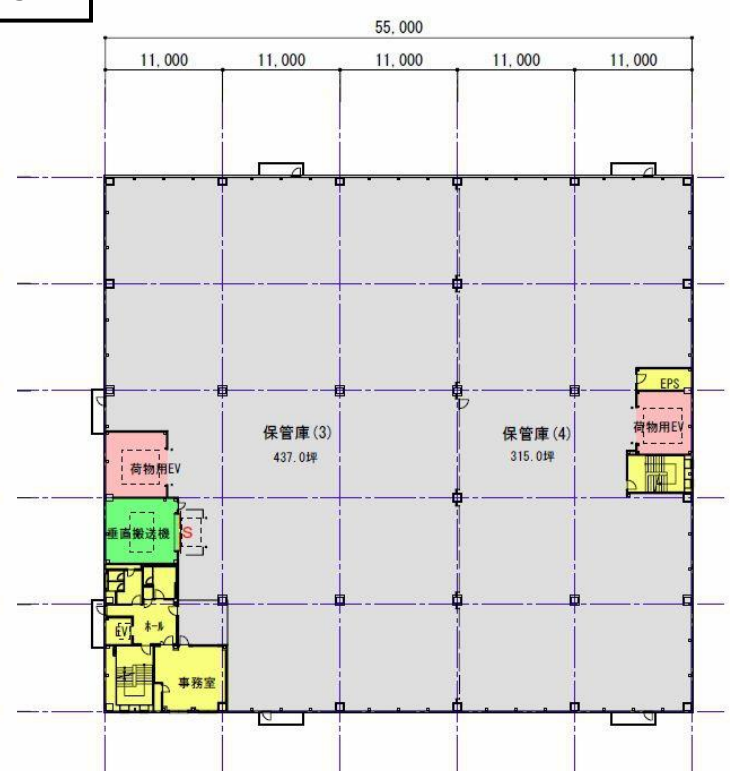 55,000
11,000 11,000 11,000 11,000 11,000
EPS
保管庫(3)
437.0坪
保管庫(4)
315.0坪
荷物用EV
荷物用EV
垂直搬送機
S
EV
ホール
事務室